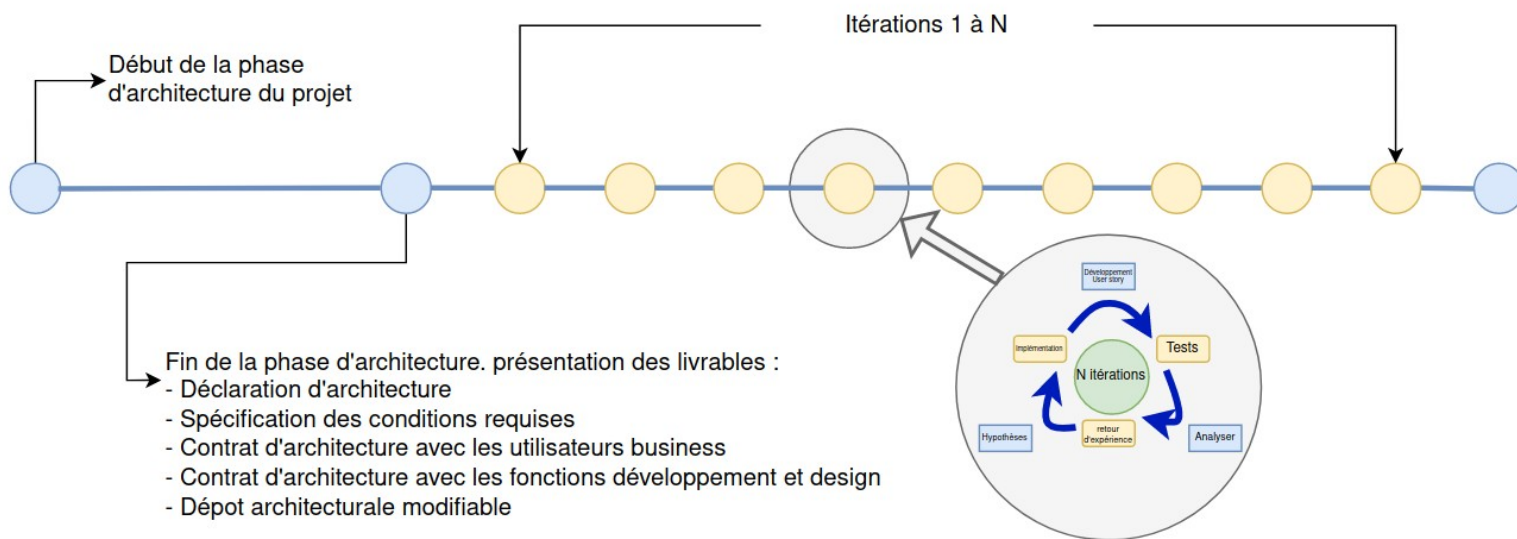 Itérations 1 à N
Début de la phase
d'architecture du projet
Fin de la phase d'architecture. présentation des livrables :
- Déclaration d'architecture
- Spécification des conditions requises
- Contrat d'architecture avec les utilisateurs business
- Contrat d'architecture avec les fonctions développement et design
- Dépot architecturale modifiable
Développement
User story
Implémentation
Tests
N itérations
Hypothèses
retour
d'expérience
Analyser